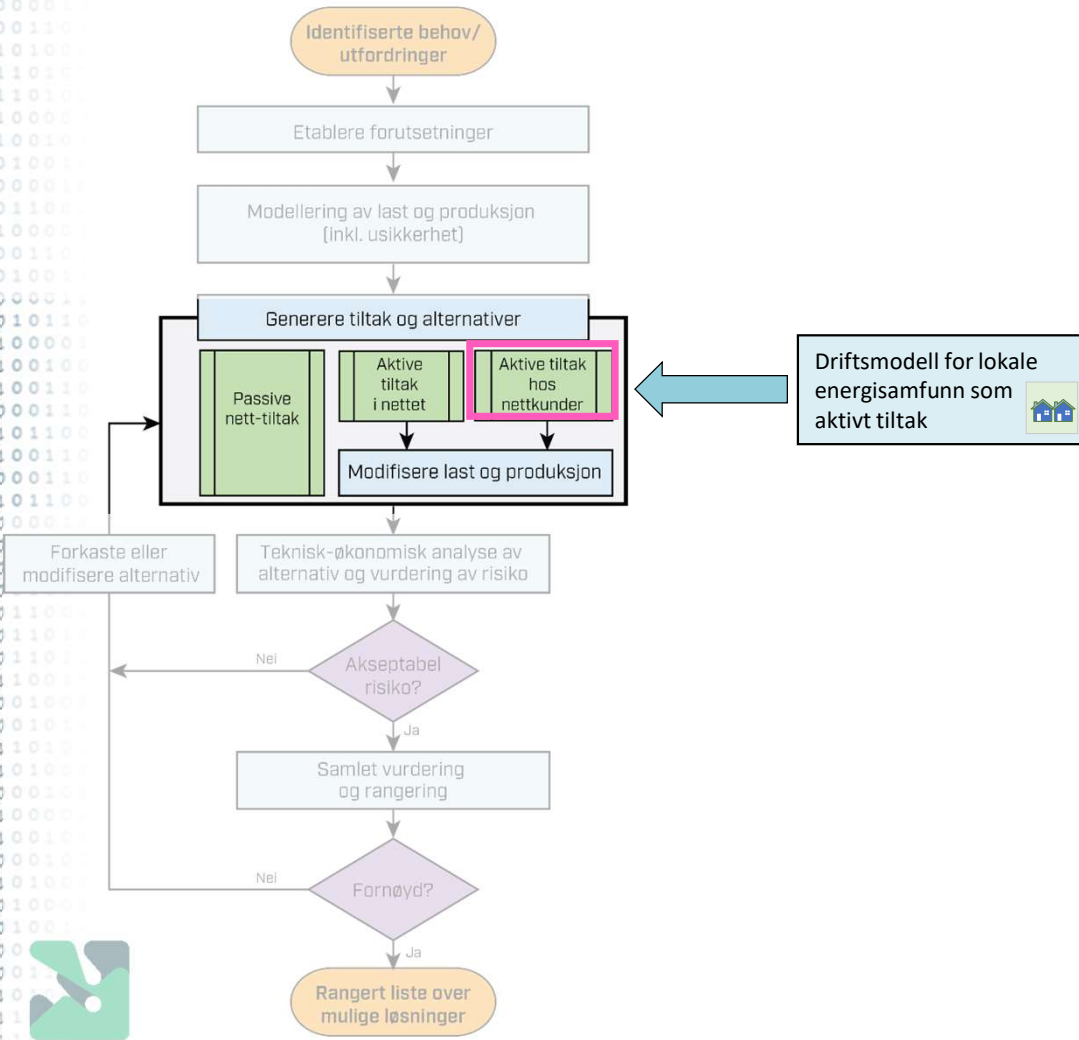 Identifiserte behov/
utfordringer
Etablere forutsetninger
Modellering av last og produksjon
(inkl. usikkerhet)
Generere tiltak og alternativer
Passive
nett-tiltak
Aktive
tiltak
i nettet
Aktive tiltak
hos
nettkunder
Modifisere last og produksjon
Driftsmodell for lokale
energisamfunn som
aktivt tiltak
Forkaste eller
modifisere alternativ
Teknisk-økonomisk analyse av
alternativ og vurdering av risiko
Nei
Akseptabel
risiko?
Ja
Samlet vurdering
og rangering
Nei
Fornøyd?
Ja
Rangert liste over
mulige løsninger